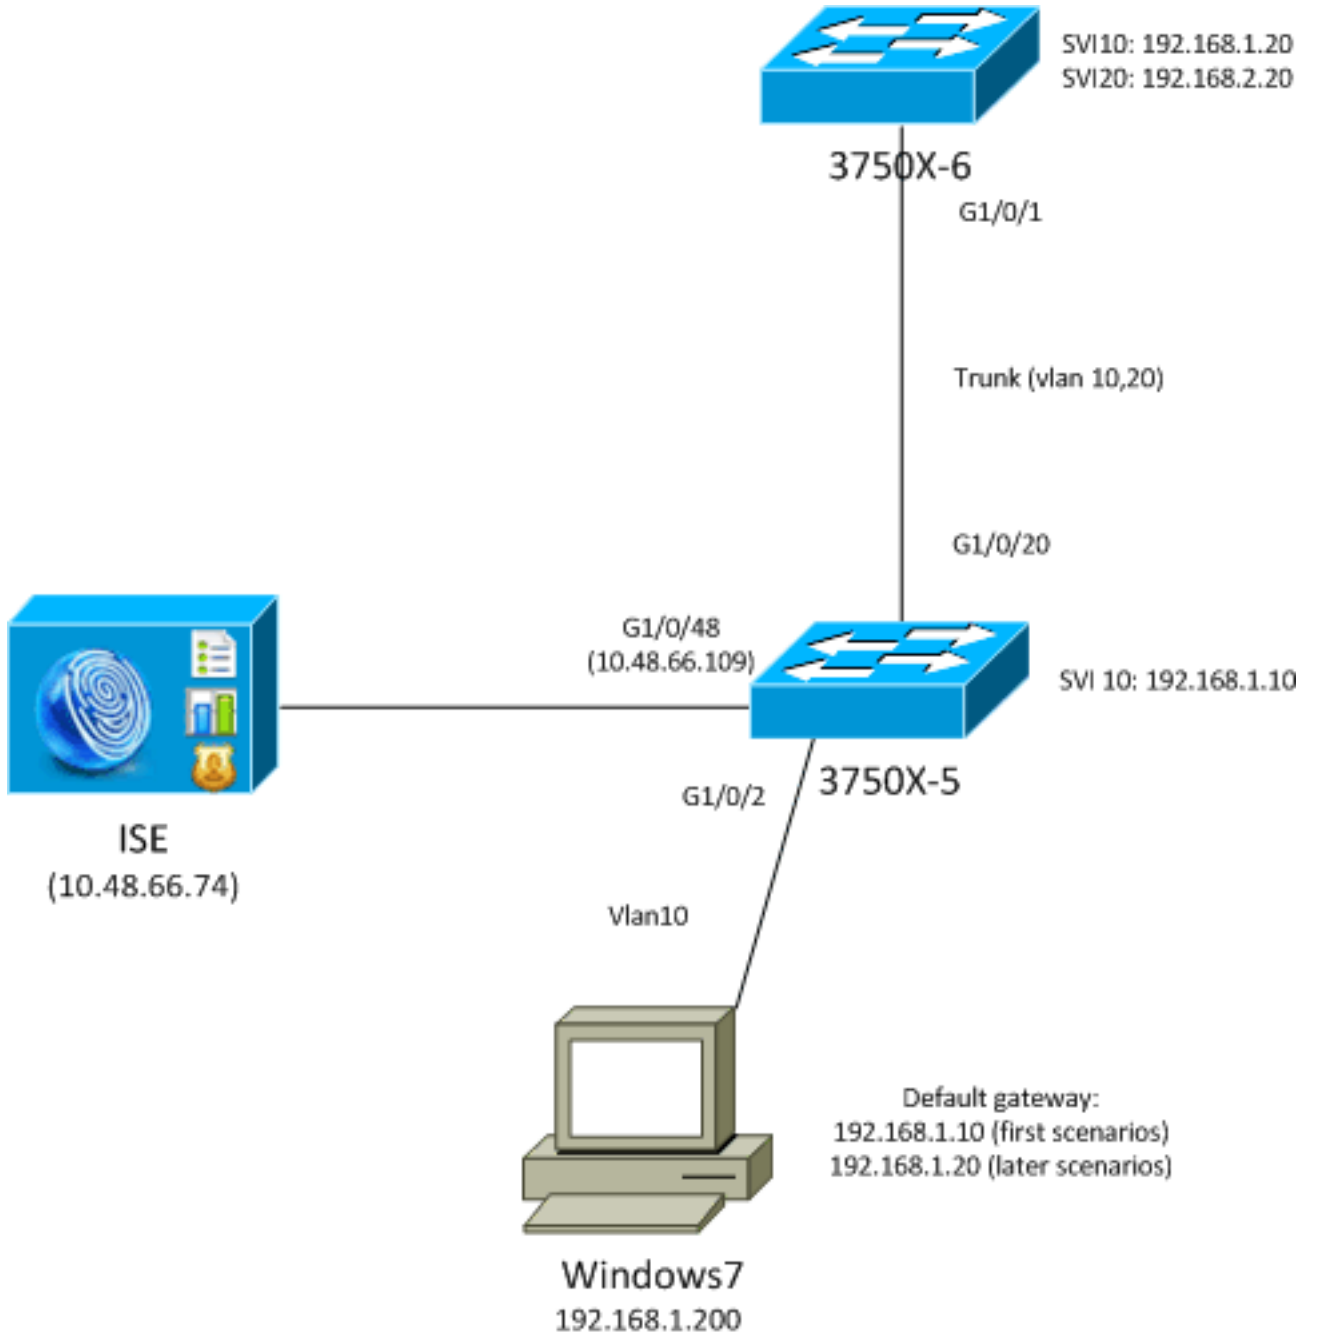 SVI10: 192.168.1.20
SVI20: 192.168.2.20
3750X-6
G1/0/1
Trunk (vlan 10,20)
G1/0/20
G1/0/48
(10.48.66.109)
SVI 10: 192.168.1.10
3750X-5
G1/0/2
ISE
(10.48.66.74)
Vlan10
Default gateway:
192.168.1.10 (first scenarios)
192.168.1.20 (later scenarios)
Windows7
192.168.1.200